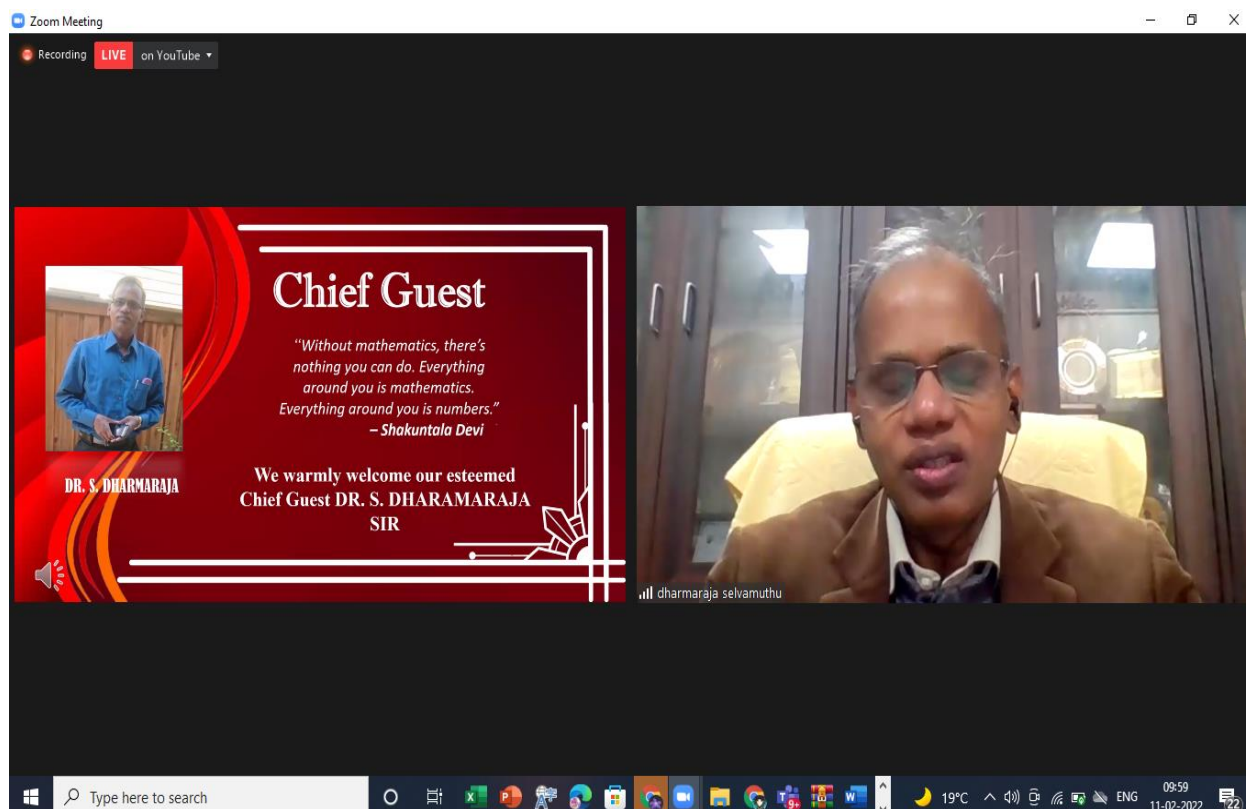 Zoom Meeting
Recording LIVE on YouTube
Chief Guest
“Without mathematics, there's
nothing you can do. Everything
around you is mathematics.
Everything around you is numbers.”
– Shakuntala Devi
DR. S. DHARMARAJA
We warmly welcome our esteemed
Chief Guest DR. S. DHARAMARAJA
SIR
dharmaraja selvamuthu
Type here to search
9+
19°C
ENG
09:59
11-02-2022
22